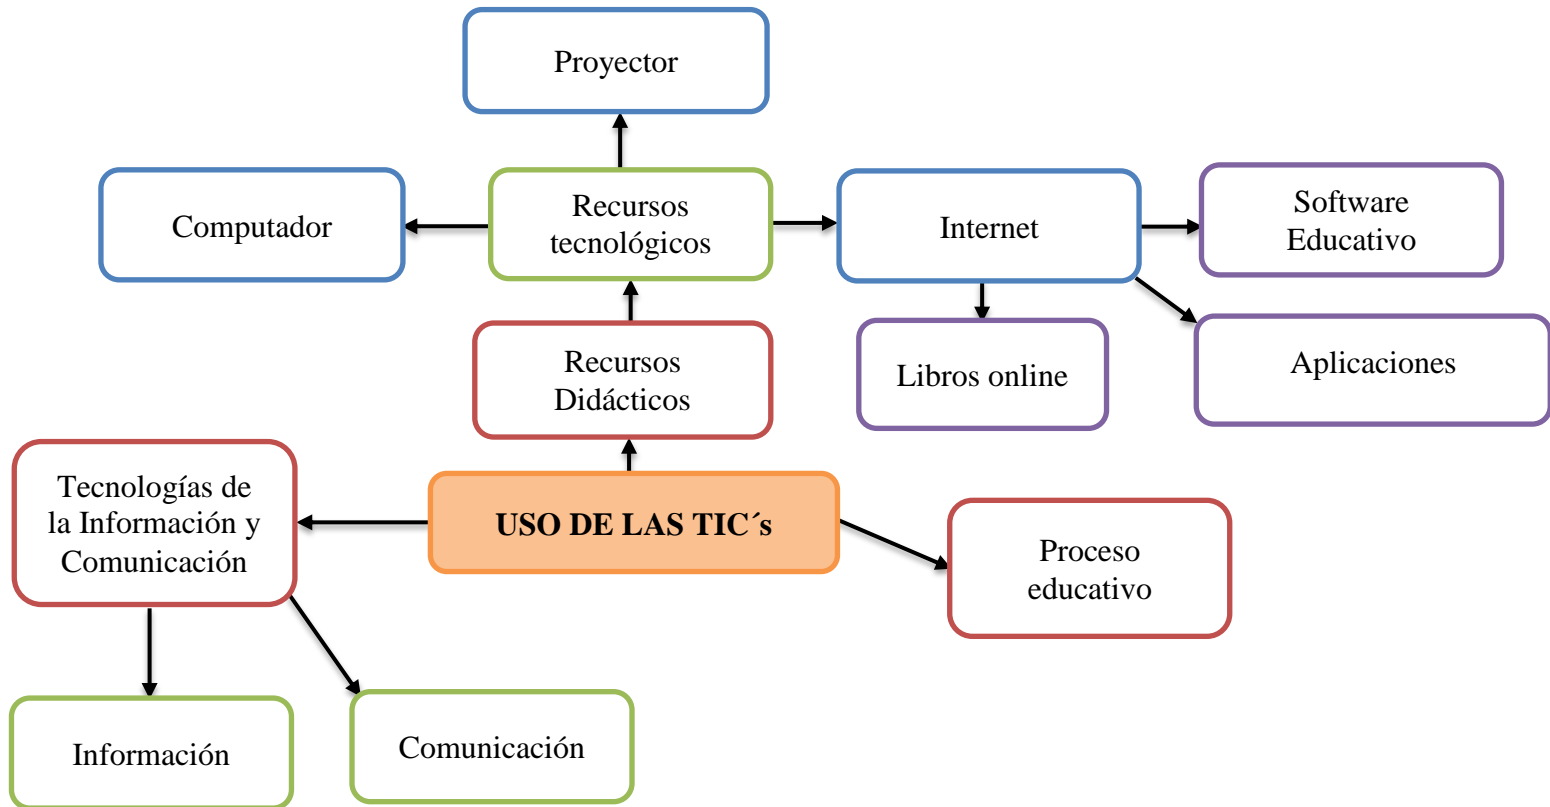 Proyector
Computador
Recursos
tecnológicos
Internet
Software
Educativo
Recursos
Didácticos
Libros online
Aplicaciones
Tecnologías de
la Información y
Comunicación
USO DE LAS TIC´s
Proceso
educativo
Información
Comunicación